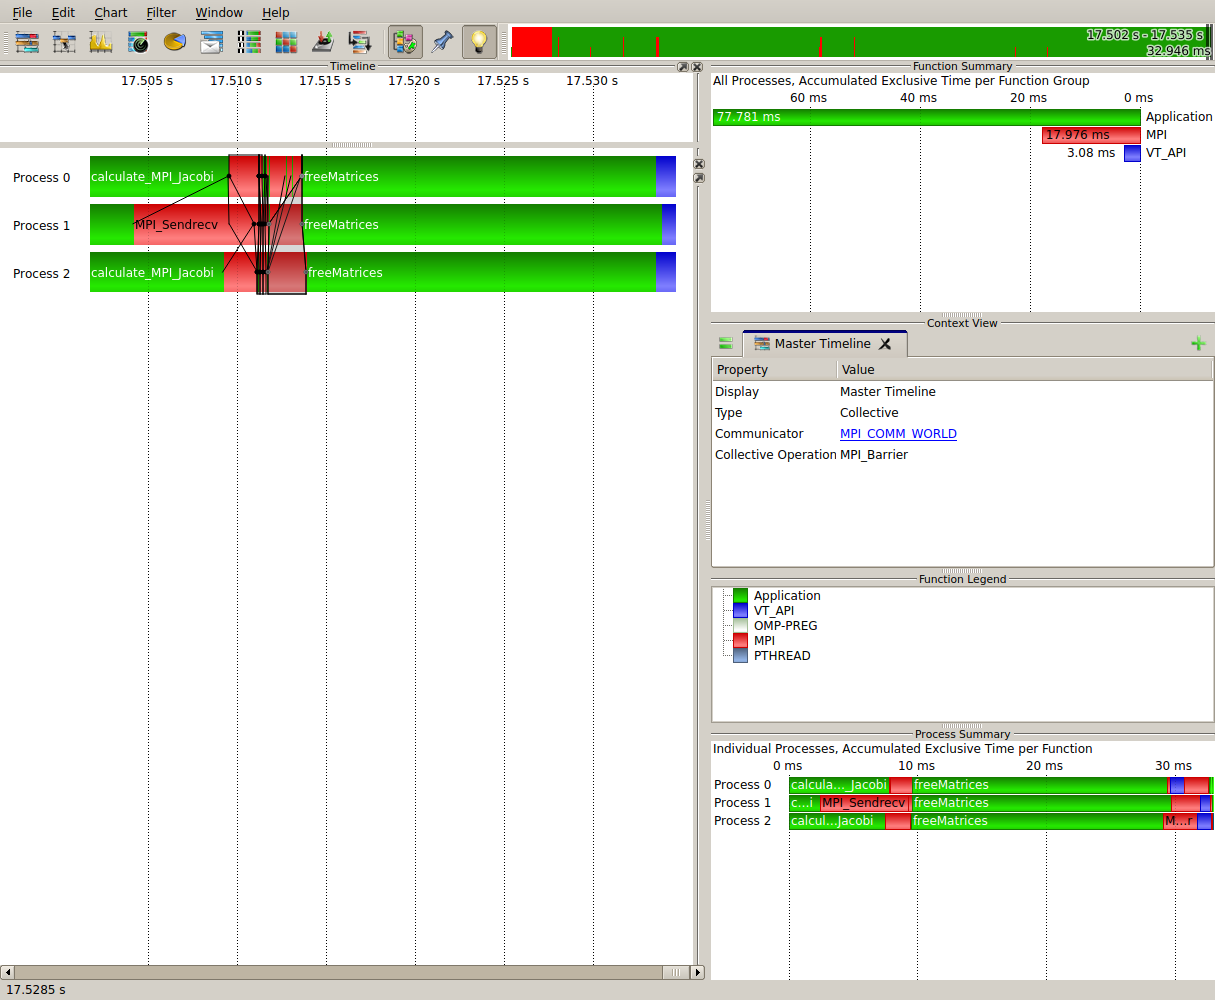 File Edit Chart Filter Window Help
17.502 s - 17.535 s
32.946 ms
Timeline
17.505 s 17.510 s 17.515 s 17.520 s 17.525 s 17.530 s
Process 0 calculate_MPI_Jacobi freeMatrices
Process 1 MPI_Sendrecv freeMatrices
Process 2 calculate_MPI_Jacobi freeMatrices
17.5285 s
Function Summary
All Processes, Accumulated Exclusive Time per Function Group
60 ms 40 ms 20 ms 0 ms
77.781 ms Application
17.976 ms MPI
3.08 ms VT_API
Context View
Master Timeline
Property Value
Display Master Timeline
Type Collective
Communicator MPI_COMM_WORLD
Collective Operation MPI_Barrier
Function Legend
Application
VT_API
OMP-PREG
MPI
PTHREAD
Process Summary
Individual Processes, Accumulated Exclusive Time per Function
0 ms 10 ms 20 ms 30 ms
Process 0 calcula..._Jacobi freeMatrices
Process 1 c...i MPI_Sendrecv freeMatrices
Process 2 calcul...Jacobi freeMatrices M...r